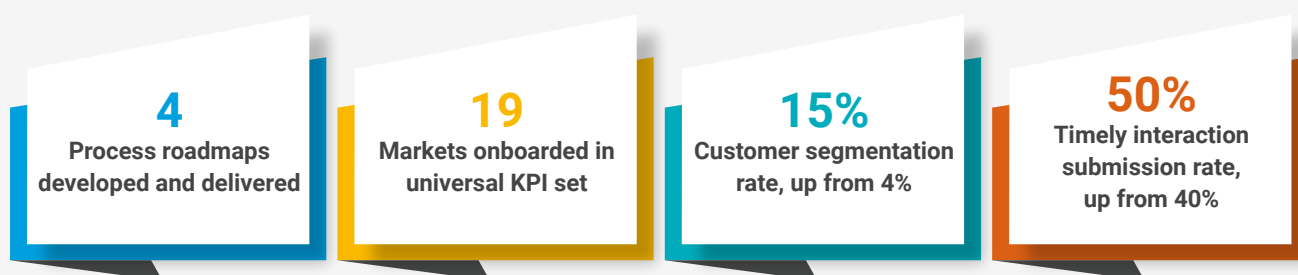 4
Process roadmaps
developed and delivered
19
Markets onboarded in
universal KPI set
15%
Customer segmentation
rate, up from 4%
50%
Timely interaction
submission rate,
up from 40%